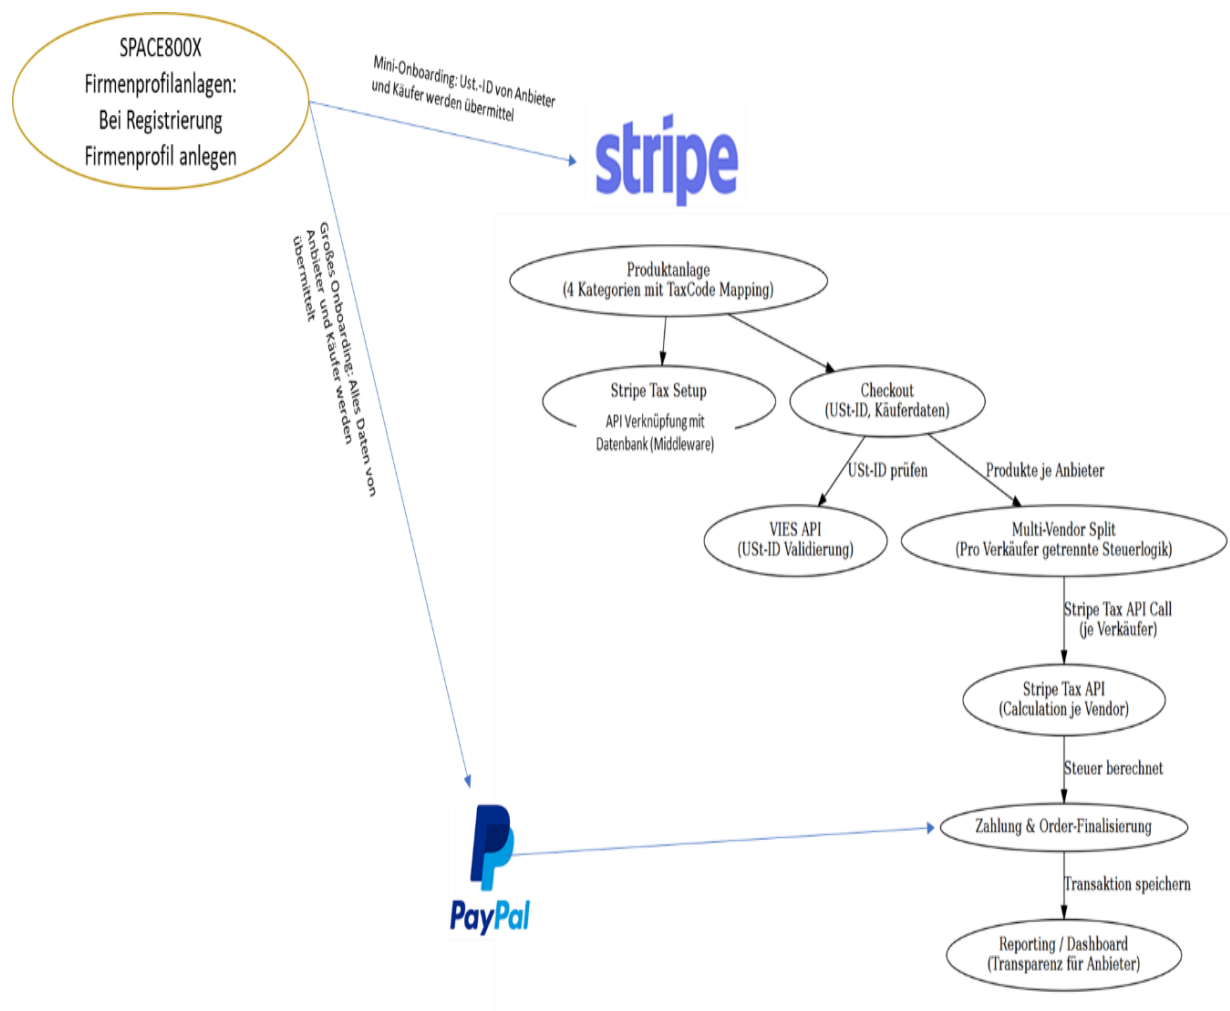 SPACE800X
Firmenprofilanlagen:
Bei Registrierung
Firmenprofil anlegen
Mini-Onboarding: Ust.-ID von Anbieter
und Käufer werden übermittel
stripe
Großes Onboarding: Alles Daten von
Anbieter und Käufer werden
übermittelt
Produktanlage
(4 Kategorien mit TaxCode Mapping)
Stripe Tax Setup
API Verknüpfung mit
Datenbank (Middleware)
Checkout
(USt-ID, Käuferdaten)
USt-ID prüfen
Produkte je Anbieter
VIES API
(USt-ID Validierung)
Multi-Vendor Split
(Pro Verkäufer getrennte Steuerlogik)
Stripe Tax API Call
(je Verkäufer)
Stripe Tax API
(Calculation je Vendor)
Steuer berechnet
Zahlung & Order-Finalisierung
PayPal
Transaktion speichern
Reporting / Dashboard
(Transparenz für Anbieter)